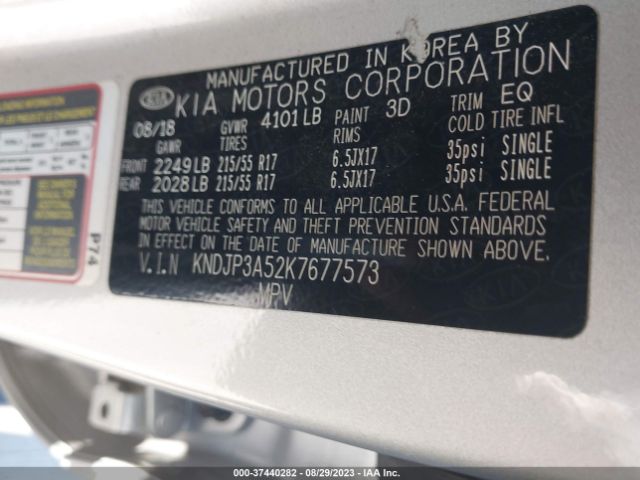 MANUFACTURED IN KOREA BY
KIA KIA MOTORS CORPORATION
08/18 GVWR 4101 LB PAINT 3D TRIM EQ
GAWR TIRES RIMS COLD TIRE INFL
FRONT 2249 LB 215/55 R17 6.5JX17 35psi SINGLE
REAR 2028 LB 215/55 R17 6.5JX17 35psi SINGLE
THIS VEHICLE CONFORMS TO ALL APPLICABLE U.S.A. FEDERAL
MOTOR VEHICLE SAFETY AND THEFT PREVENTION STANDARDS
IN EFFECT ON THE DATE OF MANUFACTURE SHOWN ABOVE.
V.I.N KNDJP3A52K7677573
MPV
P74
000-37440282 - 08/29/2023 - IAA Inc.